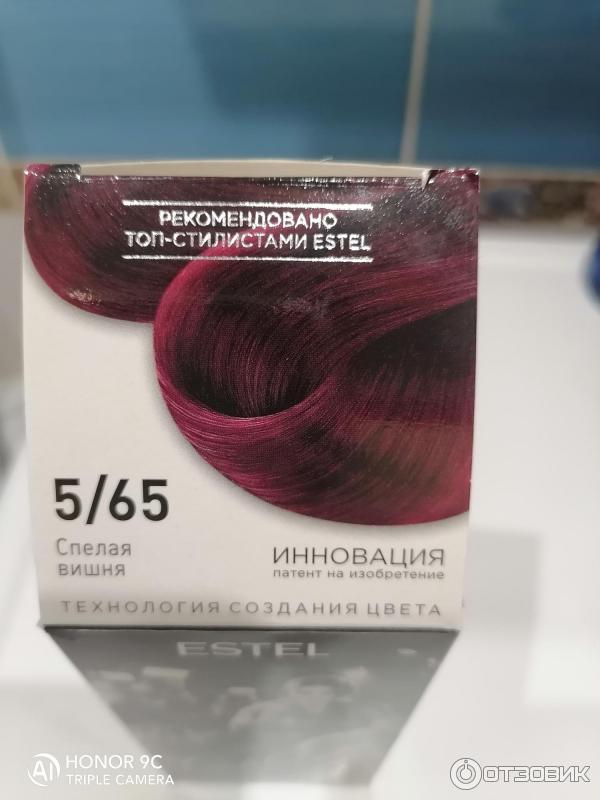 РЕКОМЕНДОВАНО
ТОП-СТИЛИСТАМИ ESTEL
5/65
Спелая
вишня
ИННОВАЦИЯ
патент на изобретение
ТЕХНОЛОГИЯ СОЗДАНИЯ ЦВЕТА
ESTEL
HONOR 9C
TRIPLE CAMERA
ОТЗОВИК